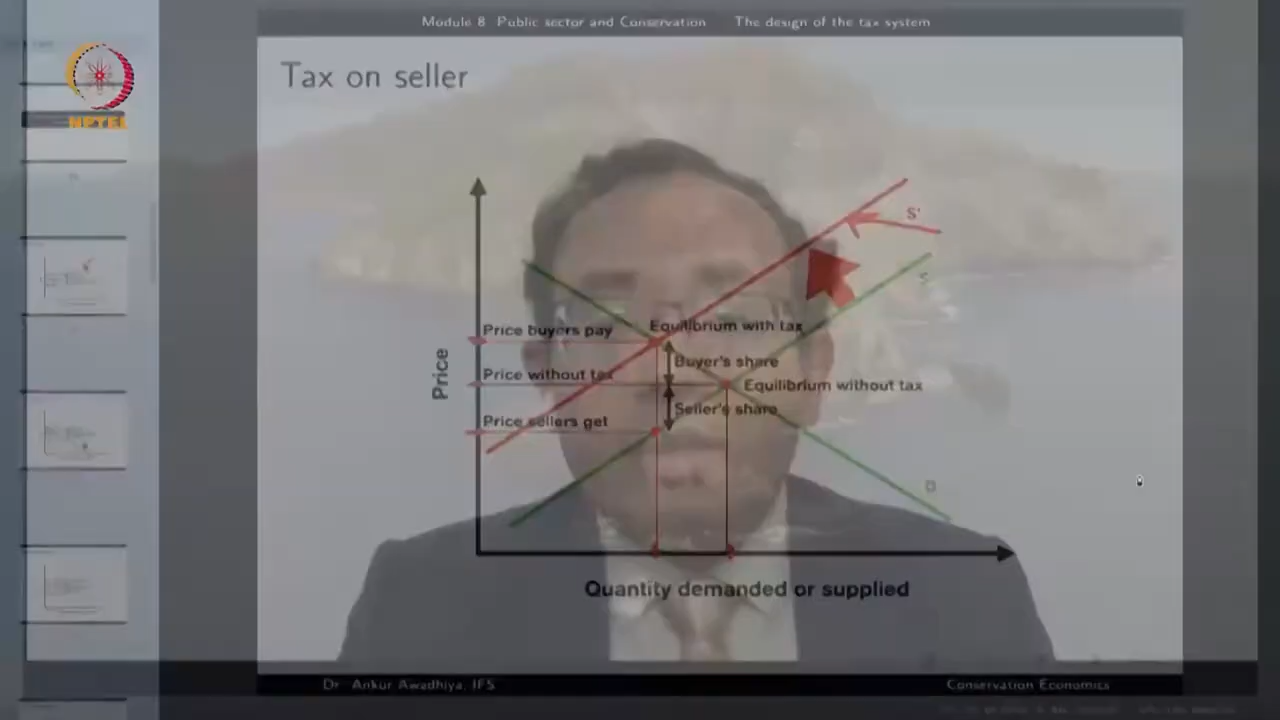 Module 8 Public sector and Conservation The design of the tax system
NPTEL
Tax on seller
S'
S
Price buyers pay
Equilibrium with tax
Buyer's share
Price without tax
Equilibrium without tax
Seller's share
Price sellers get
Price
D
Quantity demanded or supplied
Dr. Ankur Awadhiya, IFS
Conservation Economics